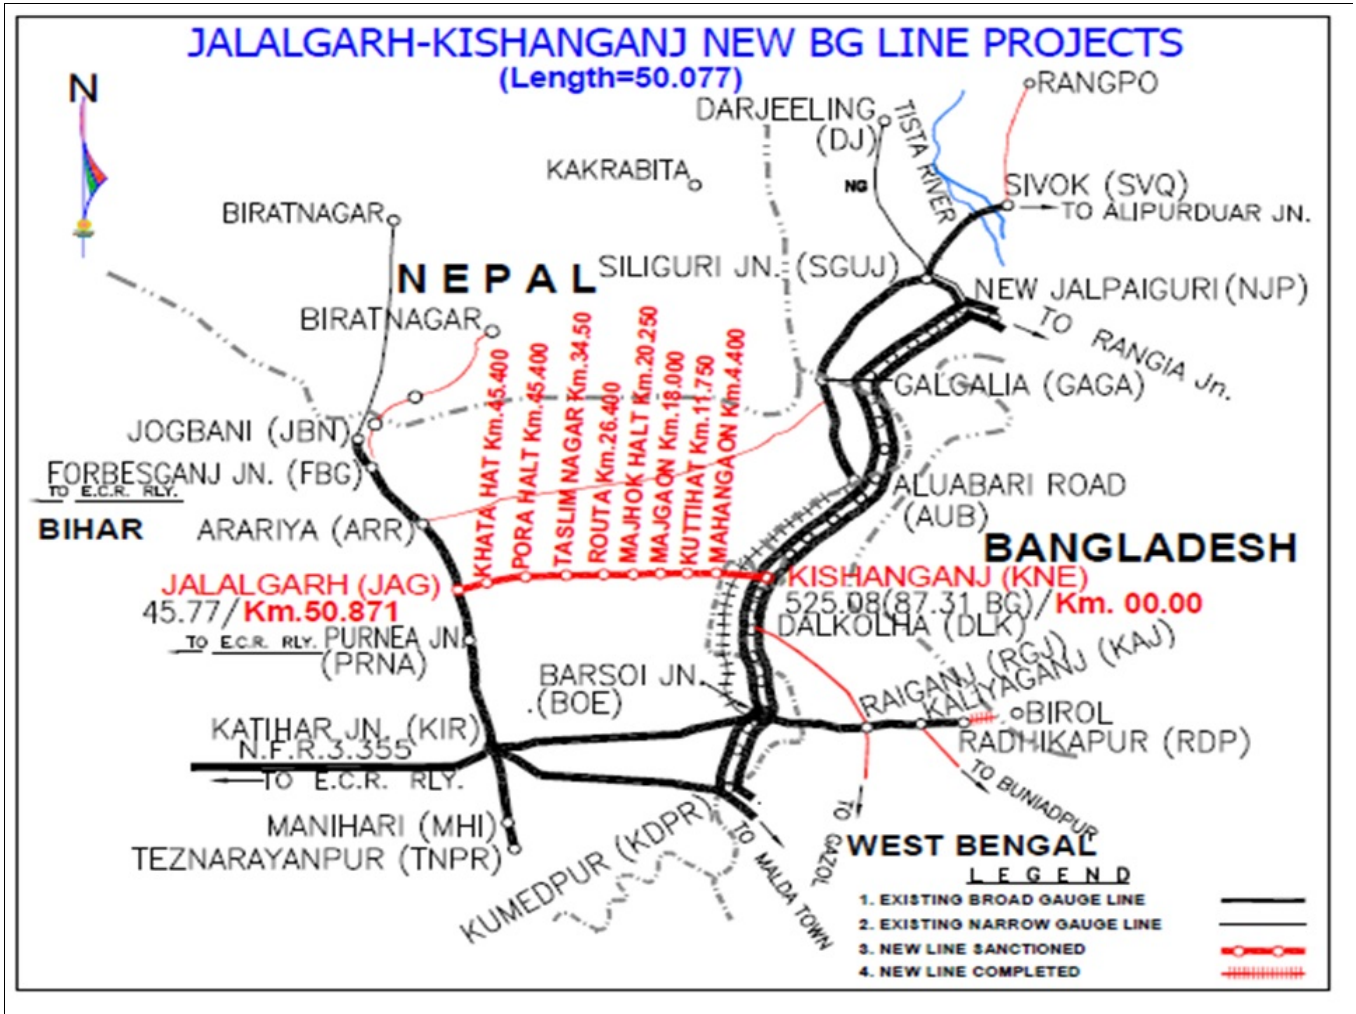 JALALGARH-KISHANGANJ NEW BG LINE PROJECTS
(Length=50.077)
N
RANGPO
DARJEELING
(DJ)
TISTA RIVER
KAKRABITA
NG
SIVOK (SVQ)
TO ALIPURDUAR JN.
BIRATNAGAR
NEPAL
SILIGURI JN. (SGUJ)
NEW JALPAIGURI (NJP)
BIRATNAGAR
TO RANGIA Jn.
KHATA HAT Km.45.400
PORA HALT Km.45.400
TASLIM NAGAR Km.34.50
ROUTA Km.26.400
MAJHOK HALT Km.20.250
MAJGAON Km.18.000
KUTTIHAT Km.11.750
MAHANGAON Km.4.400
GALGALIA (GAGA)
JOGBANI (JBN)
FORBESGANJ JN. (FBG)
TO E.C.R. RLY.
BIHAR
ARARIYA (ARR)
ALUABARI ROAD
(AUB)
BANGLADESH
JALALGARH (JAG)
45.77/Km.50.871
KISHANGANJ (KNE)
525.08(87.31 BG)/Km. 00.00
DALKOLHA (DLK)
TO E.C.R. RLY.
PURNEA JN.
(PRNA)
BARSOI JN.
.(BOE)
RAIGANJ (RGJ)
KALIYAGANJ (KAJ)
BIROL
RADHIKAPUR (RDP)
KATIHAR JN. (KIR)
N.F.R.3.355
TO E.C.R. RLY.
TO BUNIADPUR
MANIHARI (MHI)
TEZNARAYANPUR (TNPR)
KUMEDPUR (KDPR)
TO MALDA TOWN
TO GAZOL
WEST BENGAL
LEGEND
1. EXISTING BROAD GAUGE LINE
2. EXISTING NARROW GAUGE LINE
3. NEW LINE SANCTIONED
4. NEW LINE COMPLETED